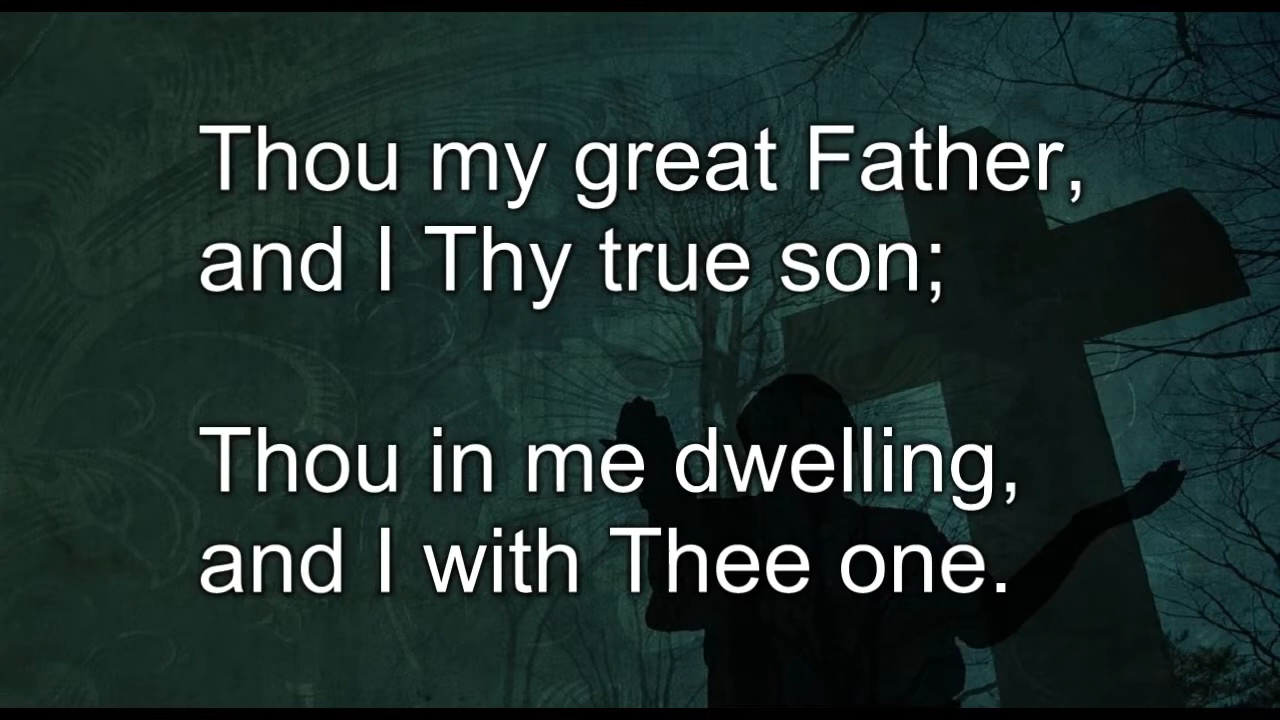 Thou my great Father,
and I Thy true son;
Thou in me dwelling,
and I with Thee one.